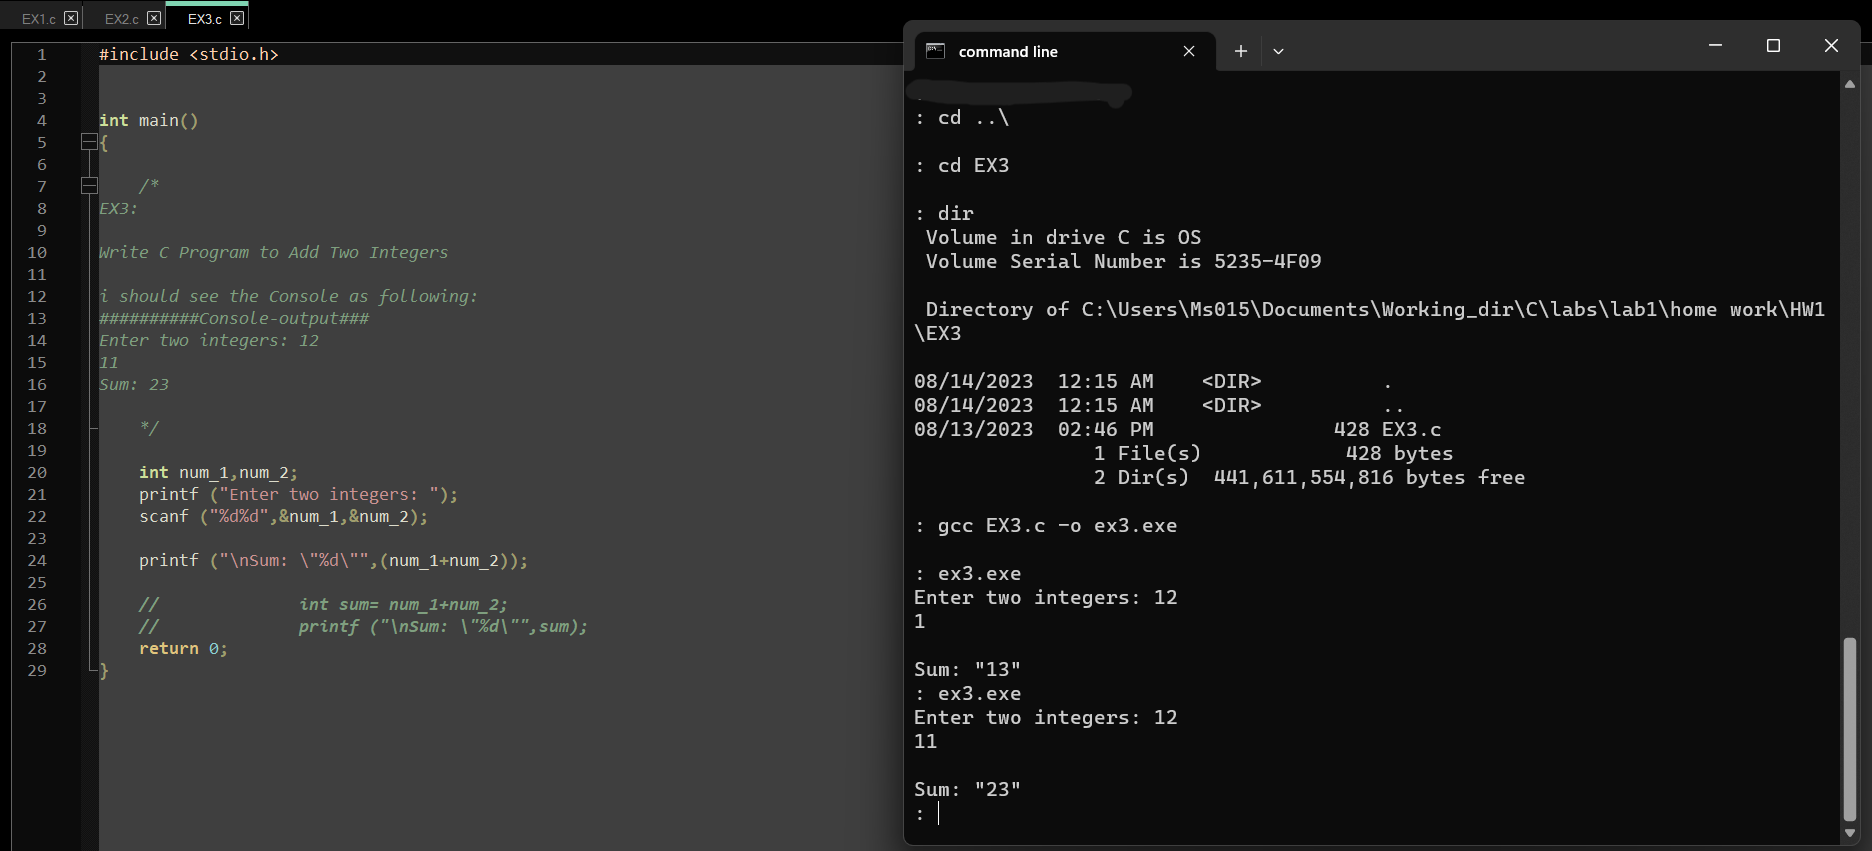 EX1.c EX2.c EX3.c
1 #include <stdio.h>
2
3
4 int main()
5 {
6
7 /*
8 EX3:
9
10 Write C Program to Add Two Integers
11
12 i should see the Console as following:
13 ##########Console-output###
14 Enter two integers: 12
15 11
16 Sum: 23
17
18 */
19
20 int num_1,num_2;
21 printf ("Enter two integers: ");
22 scanf ("%d%d",&num_1,&num_2);
23
24 printf ("\nSum: \"%d\"",(num_1+num_2));
25
26 // int sum= num_1+num_2;
27 // printf ("\nSum: \"%d\"",sum);
28 return 0;
29 }
command line
: cd ..\
: cd EX3
: dir
Volume in drive C is OS
Volume Serial Number is 5235-4F09
Directory of C:\Users\Ms015\Documents\Working_dir\C\labs\lab1\home work\HW1
\EX3
08/14/2023 12:15 AM <DIR> .
08/14/2023 12:15 AM <DIR> ..
08/13/2023 02:46 PM 428 EX3.c
1 File(s) 428 bytes
2 Dir(s) 441,611,554,816 bytes free
: gcc EX3.c -o ex3.exe
: ex3.exe
Enter two integers: 12
1
Sum: "13"
: ex3.exe
Enter two integers: 12
11
Sum: "23"
: